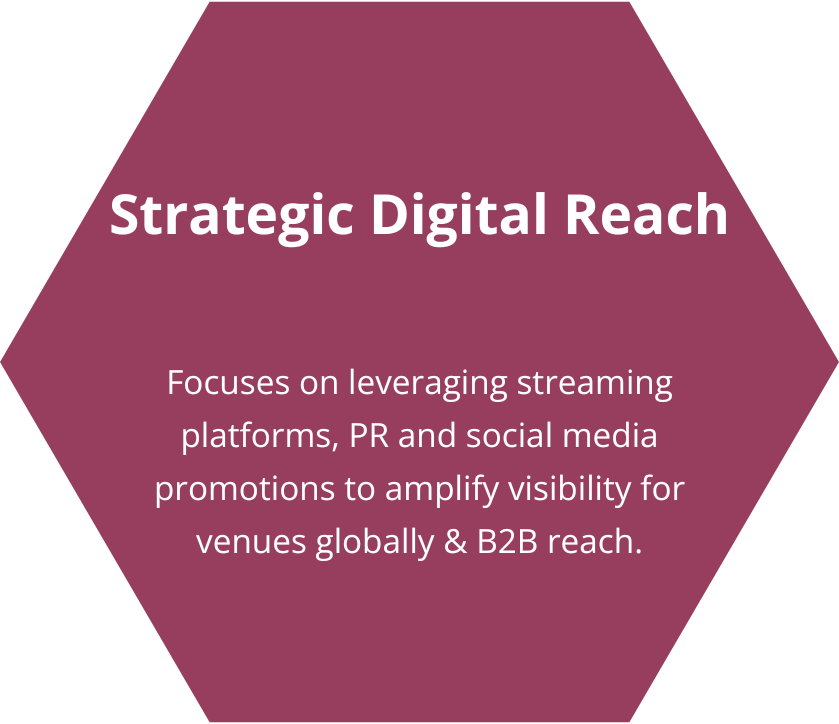 Strategic Digital Reach
Focuses on leveraging streaming
platforms, PR and social media
promotions to amplify visibility for
venues globally & B2B reach.